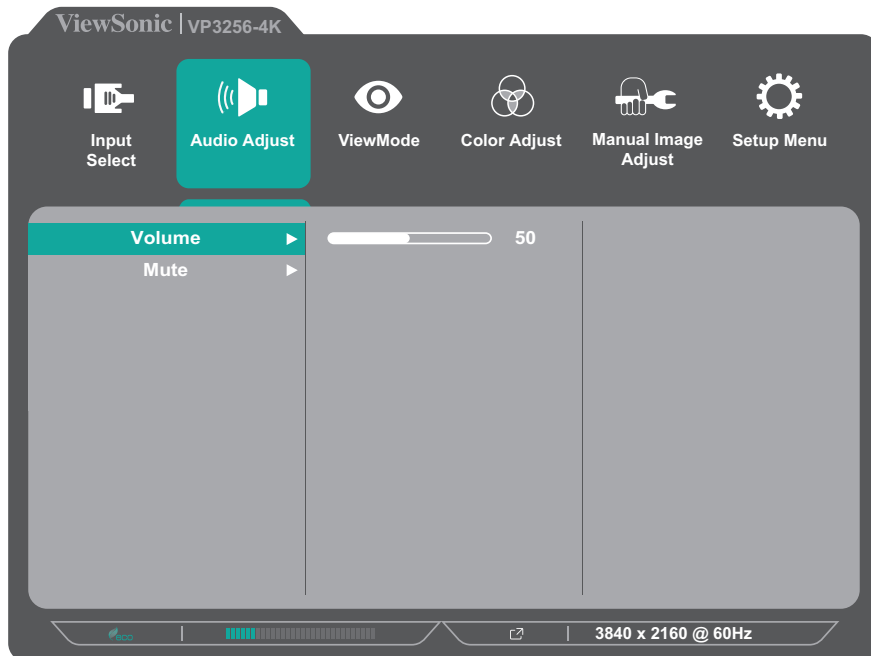 ViewSonic | VP3256-4K
Input
Select
Audio Adjust
ViewMode
Color Adjust
Manual Image
Adjust
Setup Menu
Volume
50
Mute
eco
3840 x 2160 @ 60Hz